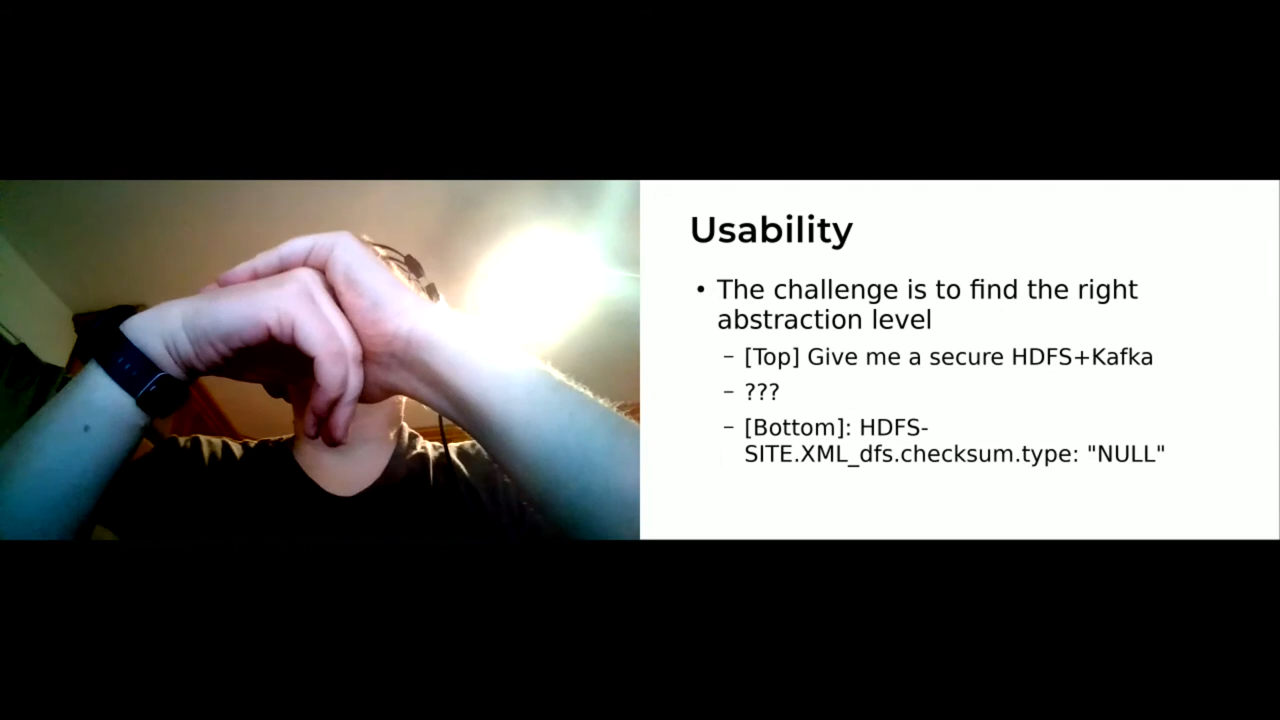 Usability
• The challenge is to find the right
abstraction level
– [Top] Give me a secure HDFS+Kafka
– ???
– [Bottom]: HDFS-
SITE.XML_dfs.checksum.type: "NULL"